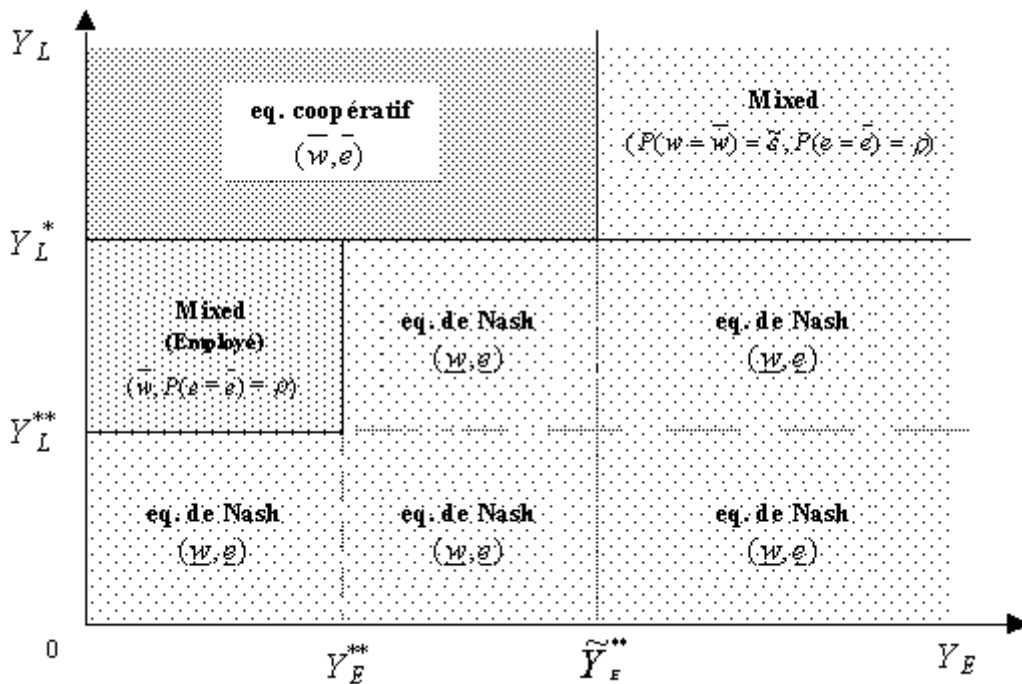 Y_L
eq. coopératif
(w̅, e̅)
Mixed
(P(w = w̅) = ε̃, P(e = e̅) = ρ)
Y_L^*
Mixed
(Employé)
(w̅, P(e = e̅) = ρ)
eq. de Nash
(w̲, e̲)
eq. de Nash
(w̲, e̲)
Y_L^**
eq. de Nash
(w̲, e̲)
eq. de Nash
(w̲, e̲)
eq. de Nash
(w̲, e̲)
0
Y_E^**
Ỹ_E^**
Y_E